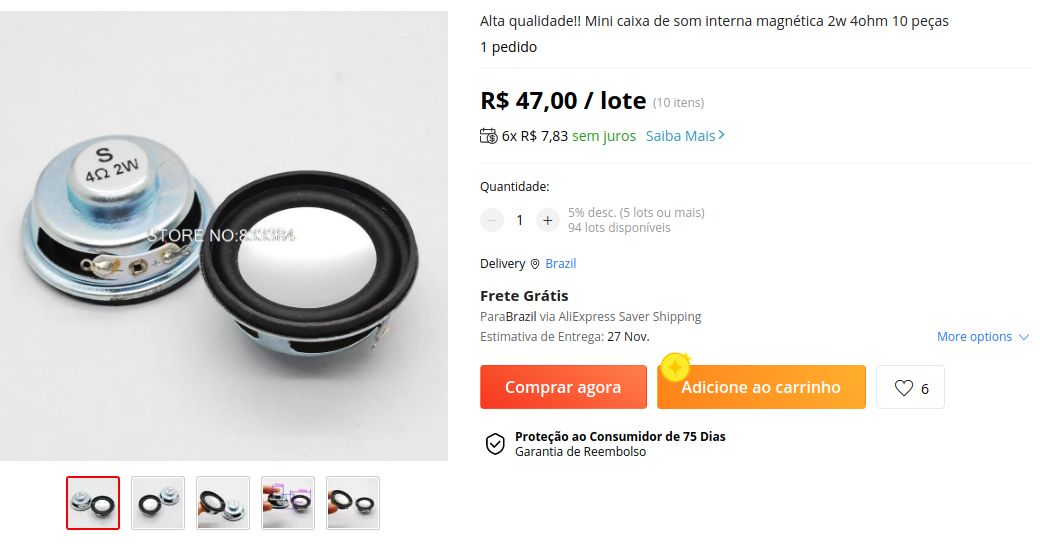 Alta qualidade!! Mini caixa de som interna magnética 2w 4ohm 10 peças
1 pedido
R$ 47,00 / lote (10 itens)
6x R$ 7,83 sem juros Saiba Mais
Quantidade:
1
5% desc. (5 lots ou mais)
94 lots disponíveis
Delivery Brazil
Frete Grátis
ParaBrazil via AliExpress Saver Shipping
Estimativa de Entrega: 27 Nov.
More options
Comprar agora
Adicione ao carrinho
6
Proteção ao Consumidor de 75 Dias
Garantia de Reembolso
S
4Ω 2W
STORE NO: